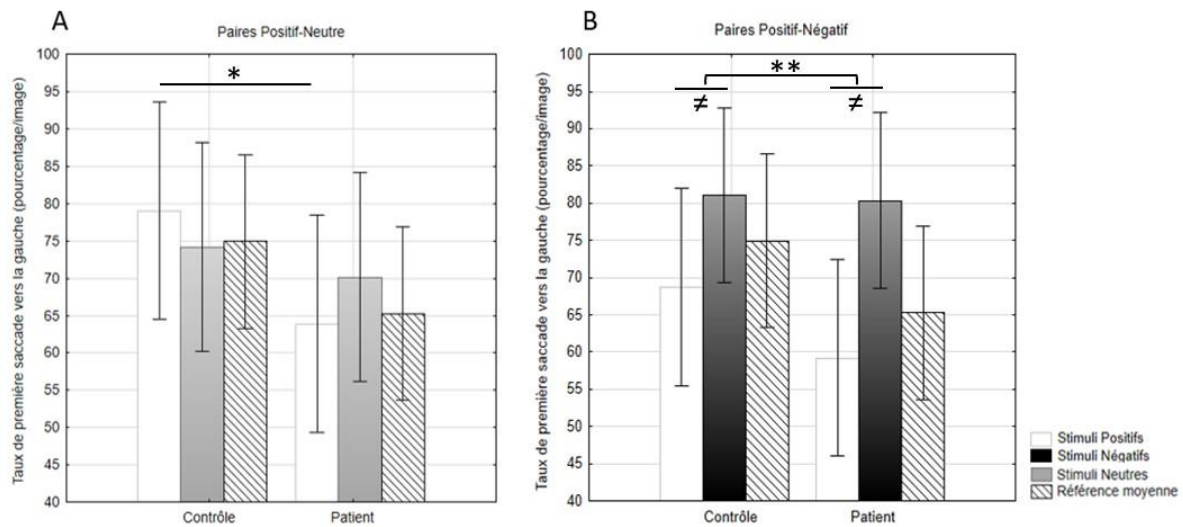 A
Paires Positif-Neutre
Taux de première saccade vers la gauche (pourcentage/image)
100
95
90
85
80
75
70
65
60
55
50
45
40
*
Contrôle
Patient
B
Paires Positif-Négatif
Taux de première saccade vers la gauche (pourcentage/image)
100
95
90
85
80
75
70
65
60
55
50
45
40
**
≠
≠
Contrôle
Patient
Stimuli Positifs
Stimuli Négatifs
Stimuli Neutres
Référence moyenne